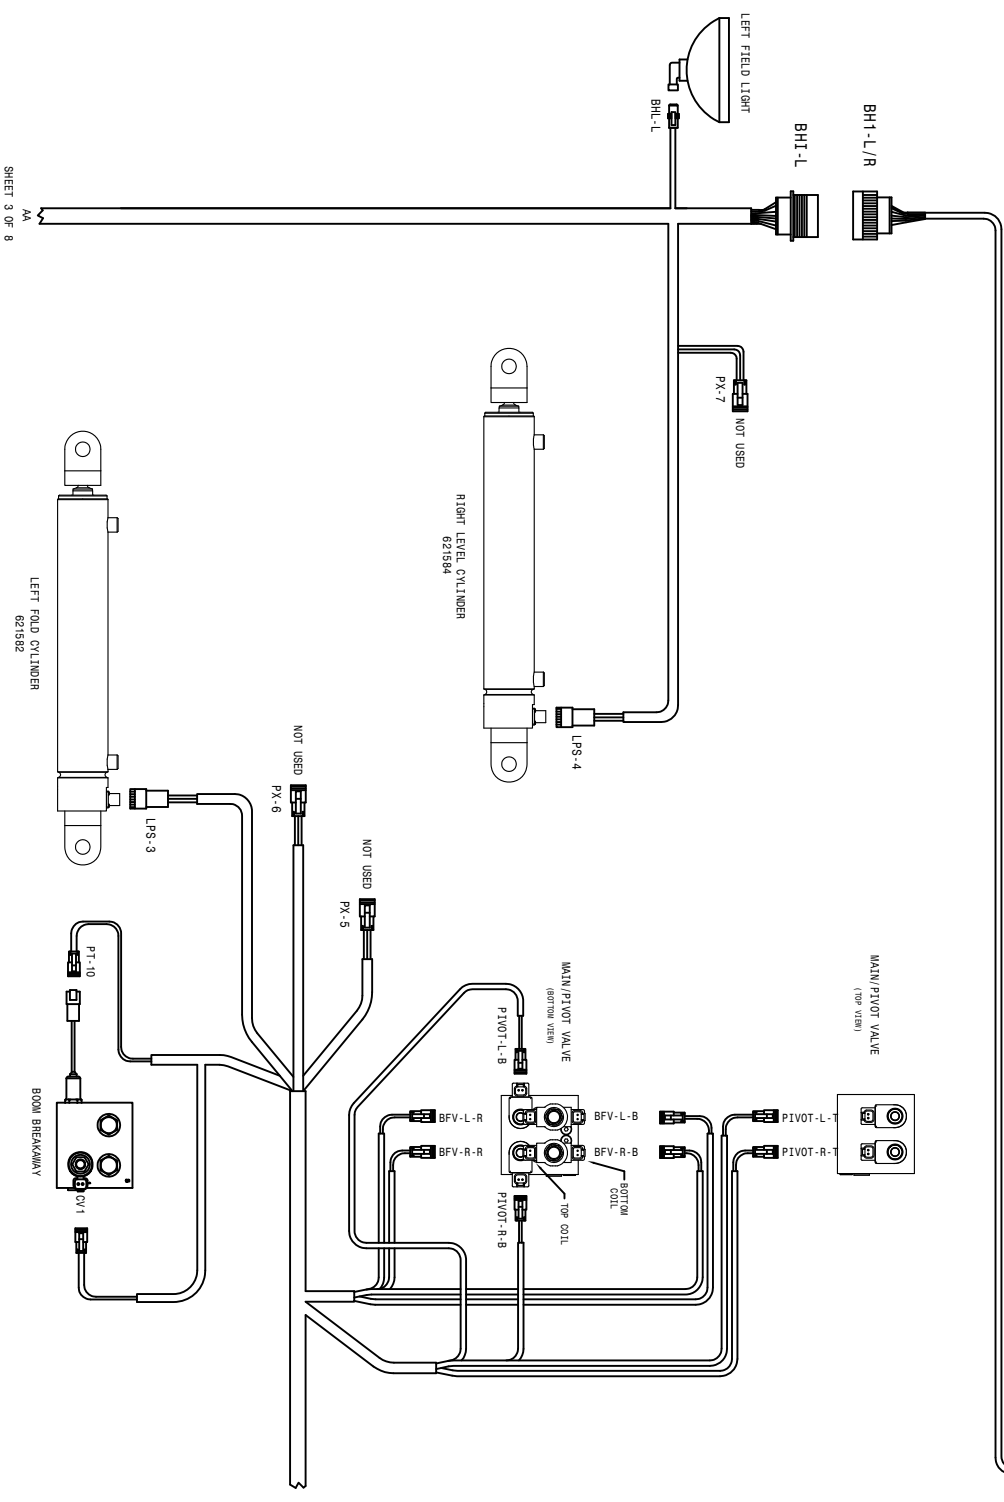 LEFT FIELD LIGHT
BHL-L
BHI-L
BH1-L/R
AA
SHEET 3 OF 8
PX-7
NOT USED
RIGHT LEVEL CYLINDER
621584
LPS-4
LEFT FOLD CYLINDER
621582
LPS-3
NOT USED
PX-6
NOT USED
PX-5
PT-10
BOOM BREAKAWAY
CV1
MAIN/PIVOT VALVE
(TOP VIEW)
PIVOT-L-T
PIVOT-R-T
MAIN/PIVOT VALVE
(BOTTOM VIEW)
PIVOT-L-B
BFV-L-R
BFV-L-B
BFV-R-R
BFV-R-B
BOTTOM
COIL
TOP COIL
PIVOT-R-B